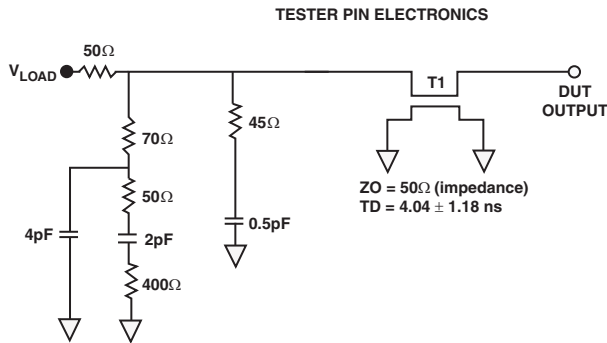 TESTER PIN ELECTRONICS
50Ω
VLOAD
T1
DUT
OUTPUT
70Ω
45Ω
50Ω
ZO = 50Ω (impedance)
TD = 4.04 ± 1.18 ns
4pF
2pF
0.5pF
400Ω